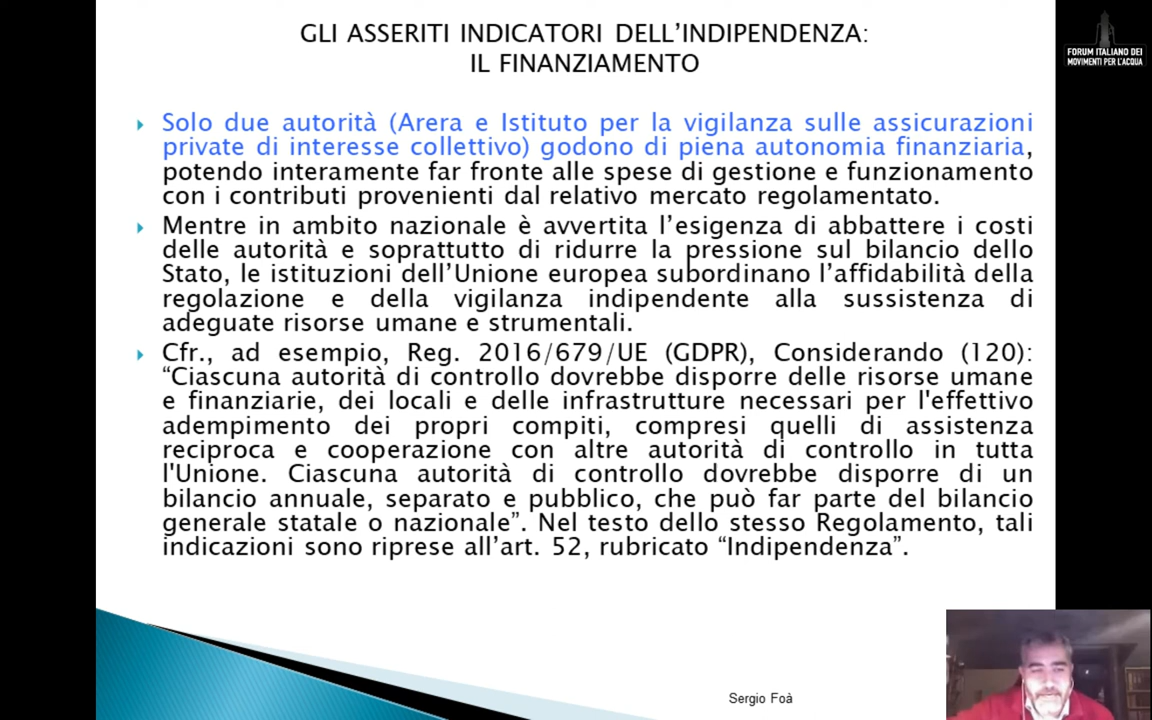 GLI ASSERITI INDICATORI DELL’INDIPENDENZA:
IL FINANZIAMENTO
FORUM ITALIANO DEI
MOVIMENTI PER L'ACQUA
Solo due autorità (Arera e Istituto per la vigilanza sulle assicurazioni
private di interesse collettivo) godono di piena autonomia finanziaria,
potendo interamente far fronte alle spese di gestione e funzionamento
con i contributi provenienti dal relativo mercato regolamentato.
Mentre in ambito nazionale è avvertita l’esigenza di abbattere i costi
delle autorità e soprattutto di ridurre la pressione sul bilancio dello
Stato, le istituzioni dell’Unione europea subordinano l’affidabilità della
regolazione e della vigilanza indipendente alla sussistenza di
adeguate risorse umane e strumentali.
Cfr., ad esempio, Reg. 2016/679/UE (GDPR), Considerando (120):
“Ciascuna autorità di controllo dovrebbe disporre delle risorse umane
e finanziarie, dei locali e delle infrastrutture necessari per l'effettivo
adempimento dei propri compiti, compresi quelli di assistenza
reciproca e cooperazione con altre autorità di controllo in tutta
l'Unione. Ciascuna autorità di controllo dovrebbe disporre di un
bilancio annuale, separato e pubblico, che può far parte del bilancio
generale statale o nazionale”. Nel testo dello stesso Regolamento, tali
indicazioni sono riprese all’art. 52, rubricato “Indipendenza”.
Sergio Foà